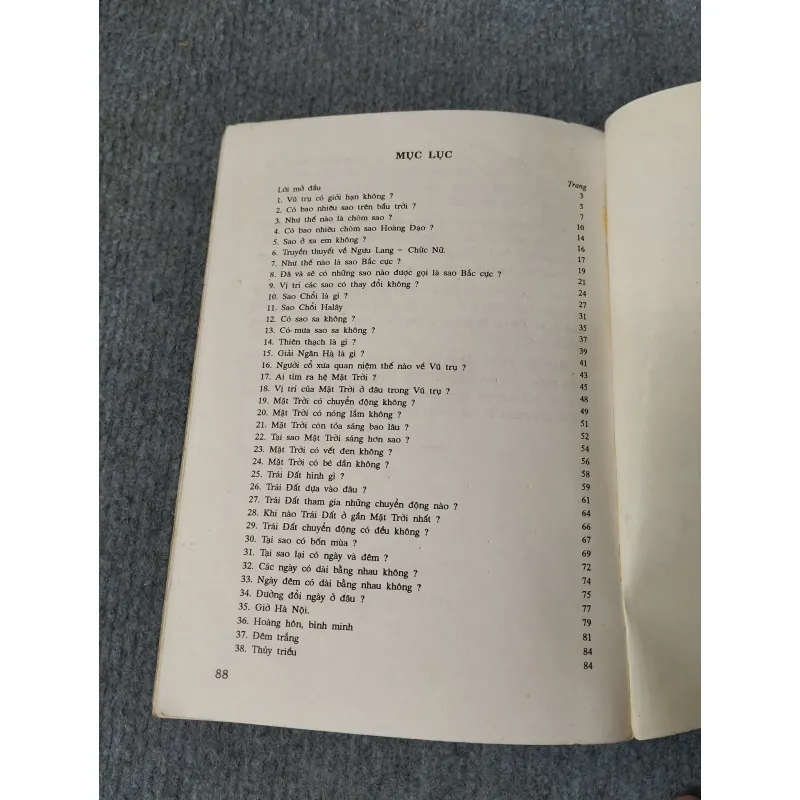 MỤC LỤC
Trang
Lời mở đầu 3
1. Vũ trụ có giới hạn không ? 5
2. Có bao nhiêu sao trên bầu trời ? 7
3. Như thế nào là chòm sao ? 10
4. Có bao nhiêu chòm sao Hoàng Đạo ? 14
5. Sao ở xa em không ? 16
6. Truyền thuyết về Ngưu Lang – Chức Nữ. 17
7. Như thế nào là sao Bắc cực ? 19
8. Đã và sẽ có những sao nào được gọi là sao Bắc cực ? 21
9. Vị trí các sao có thay đổi không ? 24
10. Sao Chổi là gì ? 27
11. Sao Chổi Halây 31
12. Có sao sa không ? 35
13. Có mưa sao sa không ? 37
14. Thiên thạch là gì ? 39
15. Giải Ngân Hà là gì ? 41
16. Người cổ xưa quan niệm thế nào về Vũ trụ ? 43
17. Ai tìm ra hệ Mặt Trời ? 45
18. Vị trí của Mặt Trời ở đâu trong Vũ trụ ? 48
19. Mặt Trời có chuyển động không ? 49
20. Mặt Trời có nóng lắm không ? 51
21. Mặt Trời còn tỏa sáng bao lâu ? 52
22. Tại sao Mặt Trời sáng hơn sao ? 54
23. Mặt Trời có vết đen không ? 56
24. Mặt Trời có bé dần không ? 58
25. Trái Đất hình gì ? 59
26. Trái Đất dựa vào đâu ? 61
27. Trái Đất tham gia những chuyển động nào ? 64
28. Khi nào Trái Đất ở gần Mặt Trời nhất ? 66
29. Trái Đất chuyển động có đều không ? 67
30. Tại sao có bốn mùa ? 69
31. Tại sao lại có ngày và đêm ? 72
32. Các ngày có dài bằng nhau không ? 74
33. Ngày đêm có dài bằng nhau không ? 75
34. Đường đổi ngày ở đâu ? 77
35. Giờ Hà Nội. 79
36. Hoàng hôn, bình minh 81
37. Đêm trắng 84
38. Thủy triều 84
88